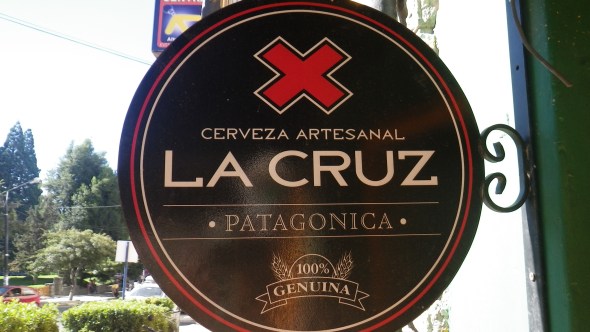 CERVEZA ARTESANAL
LA CRUZ
• PATAGONICA •
100%
GENUINA